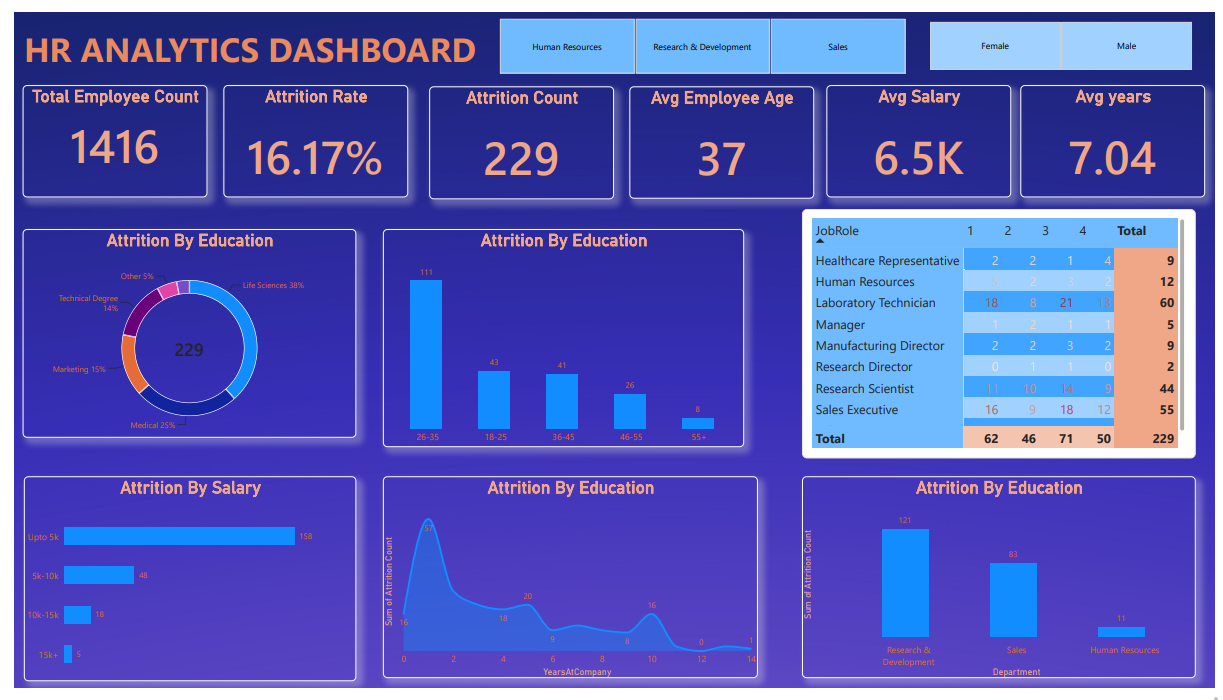 HR ANALYTICS DASHBOARD
Human Resources
Research & Development
Sales
Female
Male
Total Employee Count
1416
Attrition Rate
16.17%
Attrition Count
229
Avg Employee Age
37
Avg Salary
6.5K
Avg years
7.04
Attrition By Education
Other 5%
Life Sciences 38%
Technical Degree
14%
229
Marketing 15%
Medical 25%
Attrition By Education
111
43
41
26
8
26-35
18-25
36-45
46-55
55+
JobRole 1 2 3 4 Total
Healthcare Representative 2 2 1 4 9
Human Resources 2 3 2 12
Laboratory Technician 18 8 21 60
Manager 1 2 1 1 5
Manufacturing Director 2 2 3 2 9
Research Director 0 1 1 0 2
Research Scientist 11 10 14 9 44
Sales Executive 16 9 18 12 55
Total 62 46 71 50 229
Attrition By Salary
Upto 5k 158
5k-10k 48
10k-15k 18
15k+ 5
Attrition By Education
Sum of Attrition Count
57
16
18
20
9
8
16
0
1
0 2 4 6 8 10 12 14
YearsAtCompany
Attrition By Education
Sum of Attrition Count
121
83
11
Research &
Development
Sales
Human Resources
Department